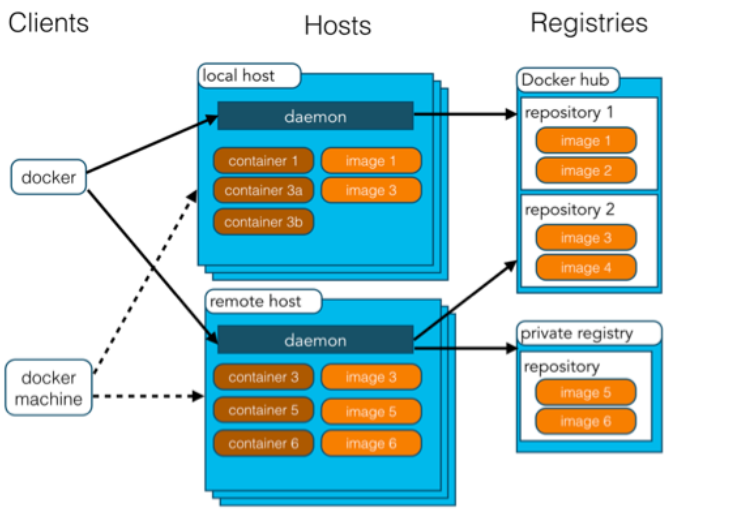 Clients
Hosts
Registries
local host
daemon
container 1
image 1
container 3a
image 3
container 3b
docker
docker
machine
remote host
daemon
container 3
image 3
container 5
image 5
container 6
image 6
Docker hub
repository 1
image 1
image 2
repository 2
image 3
image 4
private registry
repository
image 5
image 6